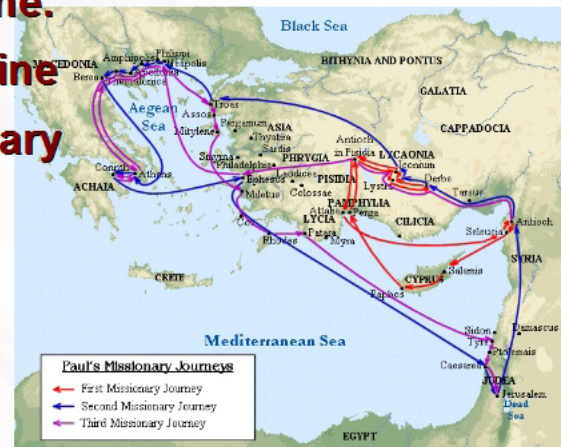 ne.
ine
ary
Black Sea
MACEDONIA
Amphipolis
Philippi
Neapolis
Apollonia
Berea
Thessalonica
BITHYNIA AND PONTUS
GALATIA
CAPPADOCIA
Aegean
Sea
Troas
Assos
Mitylene
Pergamum
ASIA
Thyatira
Sardis
Smyrna
Philadelphia
PHRYGIA
Antioch
in Pisidia
LYCAONIA
Iconium
Lystra
Derbe
Tarsus
Corinth
Athens
ACHAIA
Ephesus
Laodicea
Colossae
PISIDIA
Miletus
PAMPHYLIA
Attalia
Perga
LYCIA
CILICIA
Antioch
Seleucia
SYRIA
Cos
Rhodes
Patara
Myra
CRETE
CYPRUS
Salamis
Paphos
Mediterranean Sea
Sidon
Damascus
Tyre
Ptolemais
Caesarea
JUDEA
Jerusalem
Dead
Sea
EGYPT
Paul's Missionary Journeys
First Missionary Journey
Second Missionary Journey
Third Missionary Journey